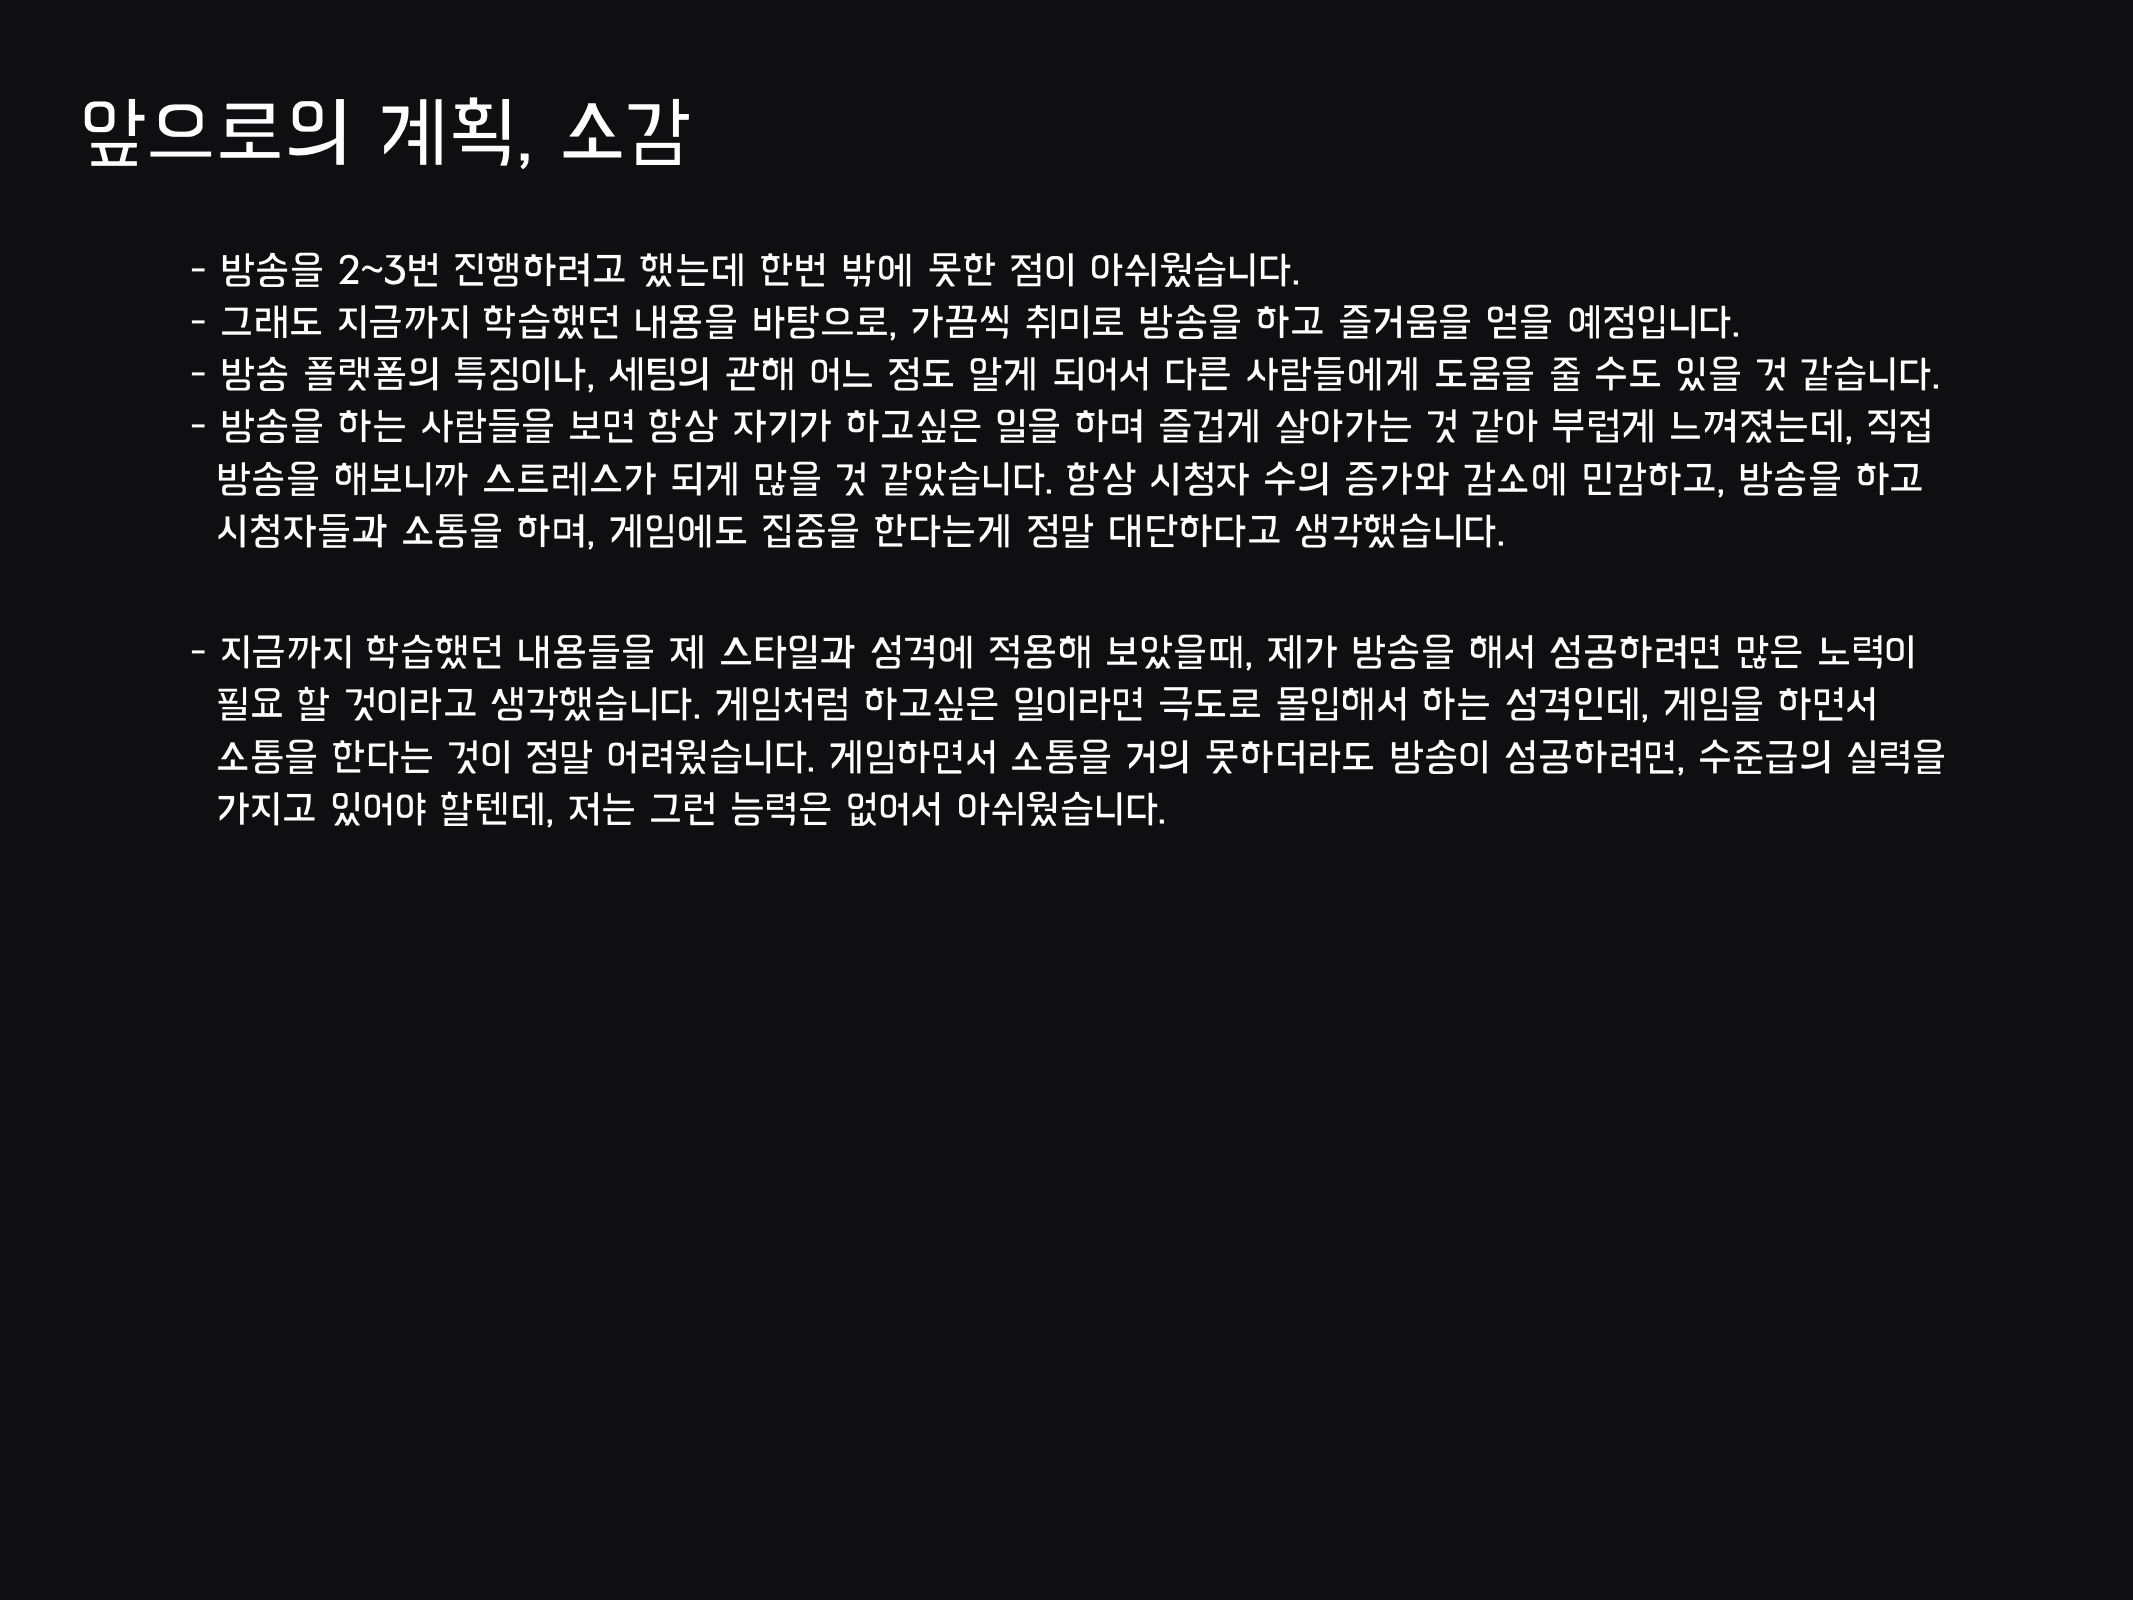 앞으로의 계획, 소감
- 방송을 2~3번 진행하려고 했는데 한번 밖에 못한 점이 아쉬웠습니다.
- 그래도 지금까지 학습했던 내용을 바탕으로, 가끔씩 취미로 방송을 하고 즐거움을 얻을 예정입니다.
- 방송 플랫폼의 특징이나, 세팅의 관해 어느 정도 알게 되어서 다른 사람들에게 도움을 줄 수도 있을 것 같습니다.
- 방송을 하는 사람들을 보면 항상 자기가 하고싶은 일을 하며 즐겁게 살아가는 것 같아 부럽게 느껴졌는데, 직접
방송을 해보니까 스트레스가 되게 많을 것 같았습니다. 항상 시청자 수의 증가와 감소에 민감하고, 방송을 하고
시청자들과 소통을 하며, 게임에도 집중을 한다는게 정말 대단하다고 생각했습니다.
- 지금까지 학습했던 내용들을 제 스타일과 성격에 적용해 보았을때, 제가 방송을 해서 성공하려면 많은 노력이
필요 할 것이라고 생각했습니다. 게임처럼 하고싶은 일이라면 극도로 몰입해서 하는 성격인데, 게임을 하면서
소통을 한다는 것이 정말 어려웠습니다. 게임하면서 소통을 거의 못하더라도 방송이 성공하려면, 수준급의 실력을
가지고 있어야 할텐데, 저는 그런 능력은 없어서 아쉬웠습니다.